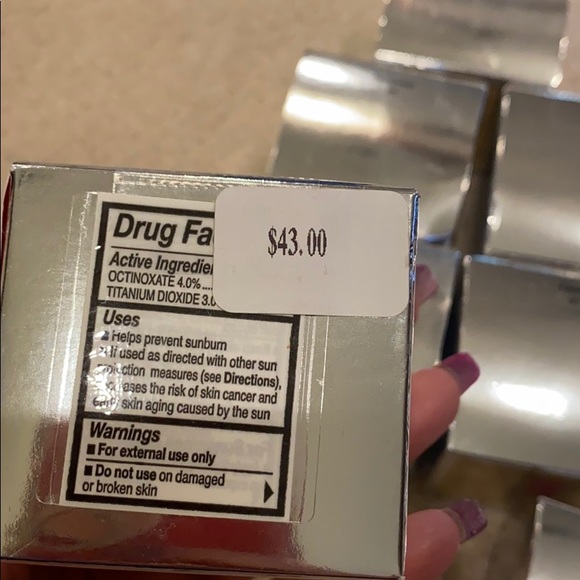 Drug Fa
$43.00
Active Ingredie
OCTINOXATE 4.0%....
TITANIUM DIOXIDE 3.0
Uses
■ Helps prevent sunburn
■ If used as directed with other sun
measures (see Directions),
the risk of skin cancer and
early skin aging caused by the sun
Warnings
■ For external use only
■ Do not use on damaged
or broken skin